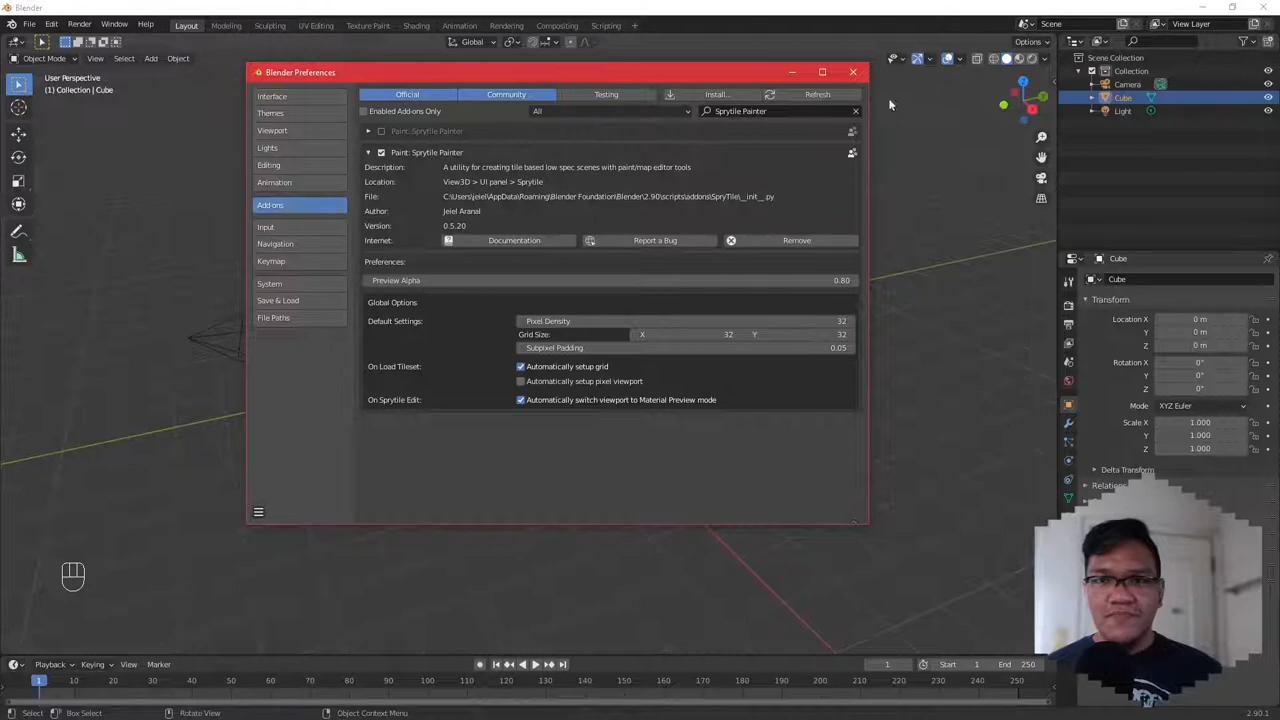 Blender
File Edit Render Window Help Layout Modeling Sculpting UV Editing Texture Paint Shading Animation Rendering Compositing Scripting + Scene View Layer
Global Options
Object Mode View Select Add Object
User Perspective
(1) Collection | Cube
Scene Collection
Collection
Camera
Cube
Light
Blender Preferences
Interface
Themes
Viewport
Lights
Editing
Animation
Add-ons
Input
Navigation
Keymap
System
Save & Load
File Paths
Official Community Testing Install... Refresh
Enabled Add-ons Only All Sprytile Painter
Paint: Sprytile Painter
Paint: Sprytile Painter
Description: A utility for creating tile based low spec scenes with paint/map editor tools
Location: View3D > UI panel > Sprytile
File: C:\Users\jeiel\AppData\Roaming\Blender Foundation\Blender\2.90\scripts\addons\SpryTile\__init__.py
Author: Jeiel Aranal
Version: 0.5.20
Internet: Documentation Report a Bug Remove
Preferences:
Preview Alpha 0.80
Global Options
Default Settings: Pixel Density 32
Grid Size: X 32 Y 32
Subpixel Padding 0.05
On Load Tileset: Automatically setup grid
Automatically setup pixel viewport
On Sprytile Edit: Automatically switch viewport to Material Preview mode
Cube
Cube
Transform
Location X 0 m
Y 0 m
Z 0 m
Rotation X 0°
Y 0°
Z 0°
Mode XYZ Euler
Scale X 1.000
Y 1.000
Z 1.000
Delta Transform
Playback Keying View Marker 1 Start 1 End 250
1 10 20 30 40 50 60 70 80 90 100 110 120 130 140 150 160 170 180 190 200 210 220 230 240 250
Select Box Select Rotate View Object Context Menu 2.90.1